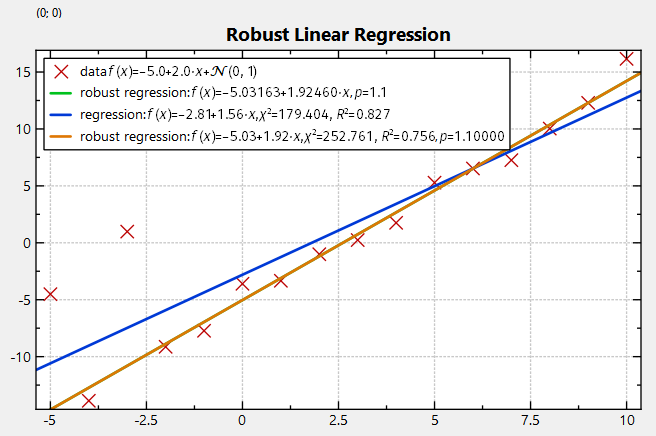 (0; 0)
Robust Linear Regression
data f (x)=−5.0+2.0·x+𝒩(0, 1)
robust regression: f (x)=−5.03163+1.92460·x, p=1.1
regression: f (x)=−2.81+1.56·x, χ²=179.404, R²=0.827
robust regression: f (x)=−5.03+1.92·x, χ²=252.761, R²=0.756, p=1.10000
15
10
5
0
-5
-10
-5 -2.5 0 2.5 5 7.5 10